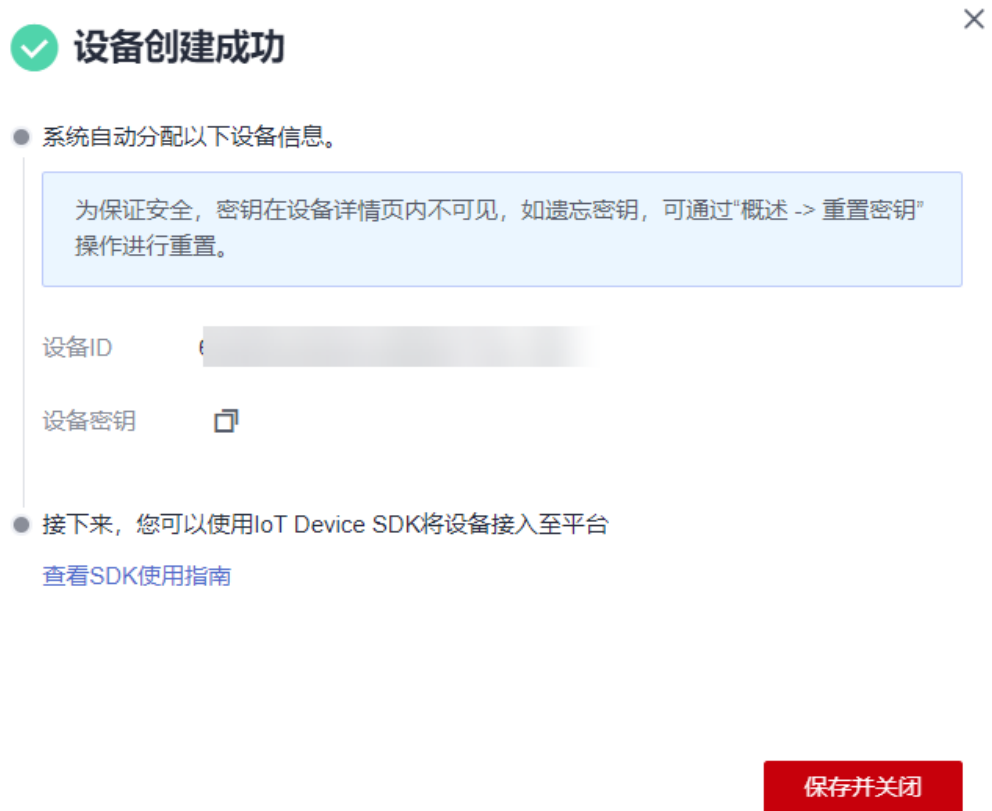 设备创建成功
系统自动分配以下设备信息。
为保证安全，密钥在设备详情页内不可见，如遗忘密钥，可通过“概述 -> 重置密钥”
操作进行重置。
设备ID
设备密钥
接下来，您可以使用IoT Device SDK将设备接入至平台
查看SDK使用指南
保存并关闭